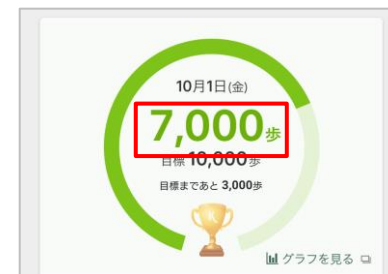 10月1日(金)
7,000歩
目標 10,000歩
目標まであと 3,000歩
グラフを見る